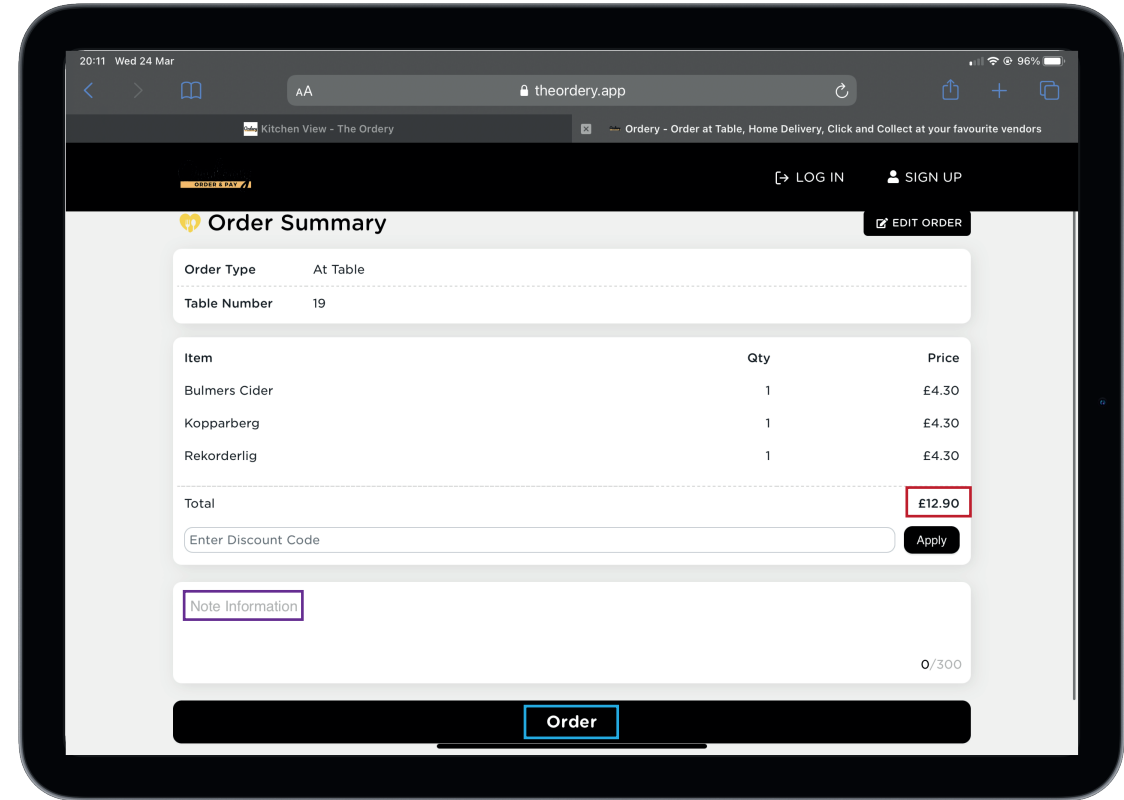 20:11 Wed 24 Mar 96%
AA theordery.app
Kitchen View - The Ordery Ordery - Order at Table, Home Delivery, Click and Collect at your favourite vendors
ORDER & PAY LOG IN SIGN UP
Order Summary EDIT ORDER
Order Type At Table
Table Number 19
Item Qty Price
Bulmers Cider 1 £4.30
Kopparberg 1 £4.30
Rekorderlig 1 £4.30
Total £12.90
Enter Discount Code Apply
Note Information
0/300
Order